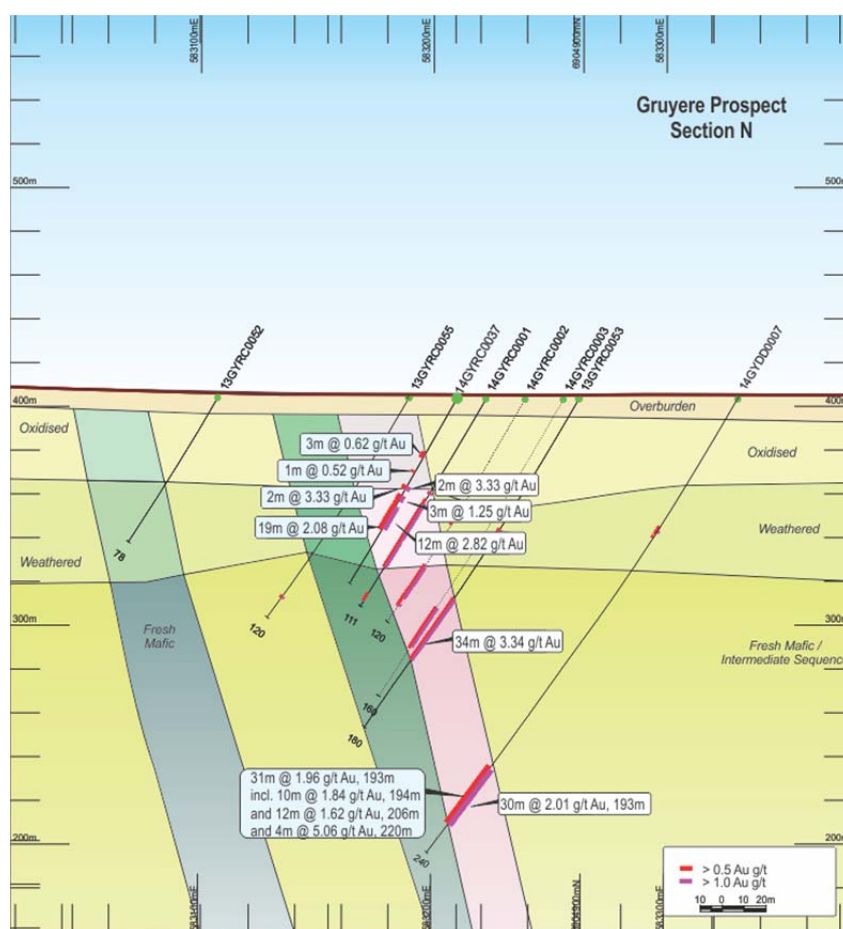 583100mE
583200mE
6904900mN
583300mE
Gruyere Prospect
Section N
500m
500m
13GYRC0052
13GYRC0055
14GYRC0037
14GYRC0001
14GYRC0002
14GYRC0003
13GYRC0053
14GYDD0007
400m
400m
Overburden
Oxidised
Oxidised
3m @ 0.62 g/t Au
1m @ 0.52 g/t Au
2m @ 3.33 g/t Au
2m @ 3.33 g/t Au
3m @ 1.25 g/t Au
19m @ 2.08 g/t Au
12m @ 2.82 g/t Au
Weathered
Weathered
78
111
120
120
300m
300m
Fresh
Mafic
34m @ 3.34 g/t Au
Fresh Mafic /
Intermediate Sequence
160
180
31m @ 1.96 g/t Au, 193m
incl. 10m @ 1.84 g/t Au, 194m
and 12m @ 1.62 g/t Au, 206m
and 4m @ 5.06 g/t Au, 220m
30m @ 2.01 g/t Au, 193m
200m
200m
240
> 0.5 Au g/t
> 1.0 Au g/t
10 0 10 20m
583100mE
583200mE
6904900mN
583300mE